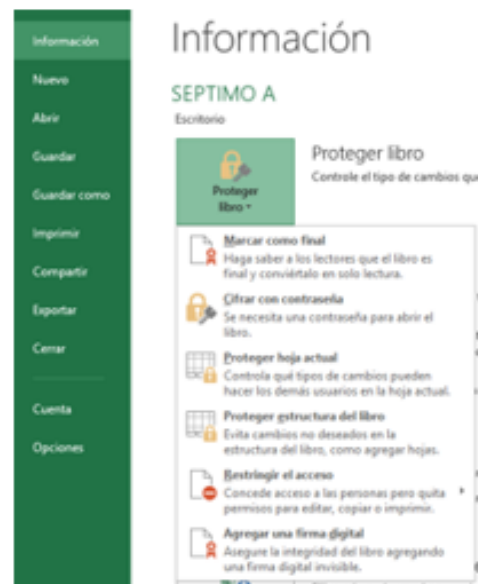 Información
Nuevo
Abrir
Guardar
Guardar como
Imprimir
Compartir
Exportar
Cerrar
Cuenta
Opciones
Información
SEPTIMO A
Escritorio
Proteger
libro
Proteger libro
Controle el tipo de cambios que
Marcar como final
Haga saber a los lectores que el libro es
final y conviértalo en solo lectura.
Cifrar con contraseña
Se necesita una contraseña para abrir el
libro.
Proteger hoja actual
Controla qué tipos de cambios pueden
hacer los demás usuarios en la hoja actual.
Proteger estructura del libro
Evita cambios no deseados en la
estructura del libro, como agregar hojas.
Restringir el acceso
Concede acceso a las personas pero quita
permisos para editar, copiar o imprimir.
Agregar una firma digital
Asegure la integridad del libro agregando
una firma digital invisible.